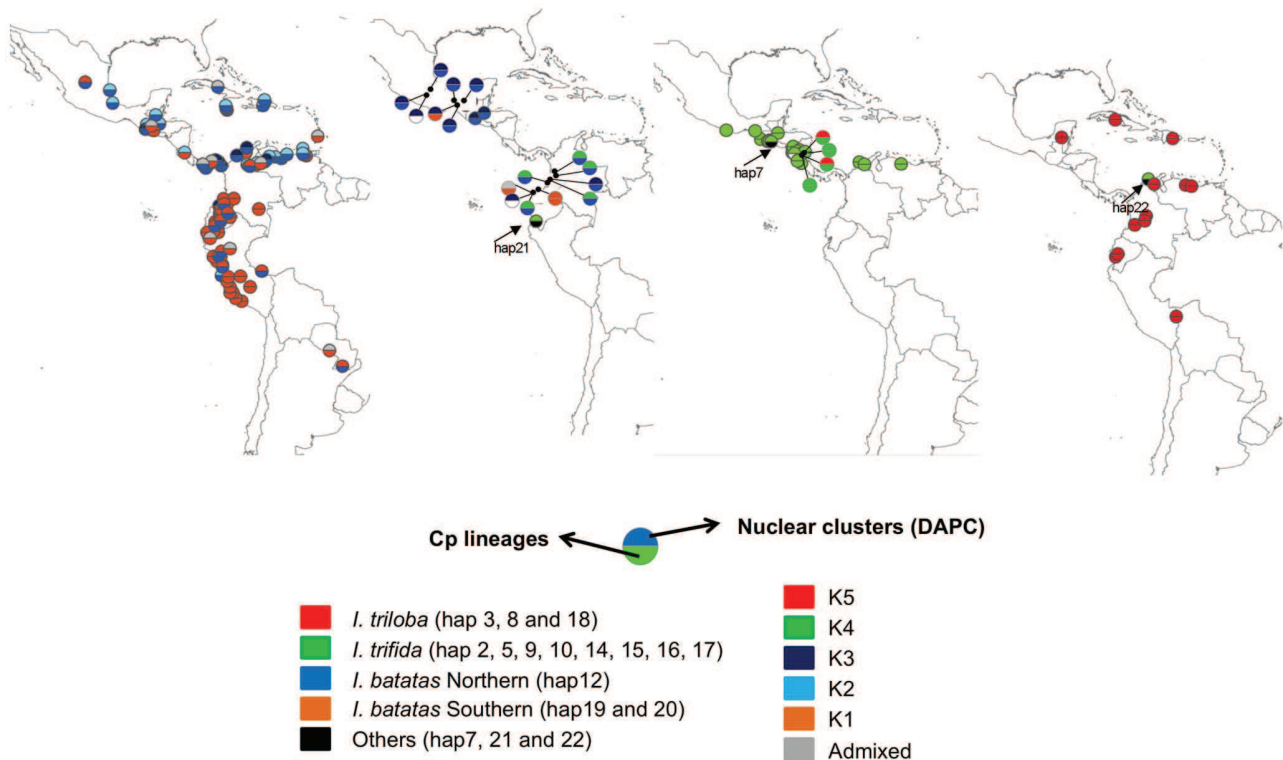 hap21
hap7
hap22
Cp lineages
Nuclear clusters (DAPC)
I. triloba (hap 3, 8 and 18)
I. trifida (hap 2, 5, 9, 10, 14, 15, 16, 17)
I. batatas Northern (hap12)
I. batatas Southern (hap19 and 20)
Others (hap7, 21 and 22)
K5
K4
K3
K2
K1
Admixed